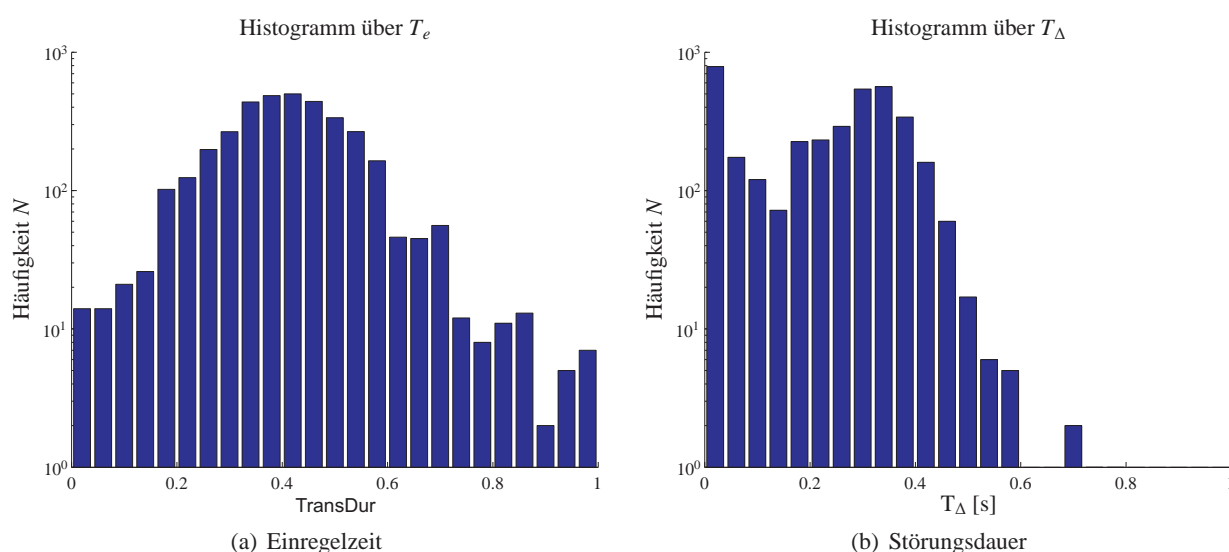 Histogramm über T_e
10^3
10^2
10^1
10^0
Häufigkeit N
0 0.2 0.4 0.6 0.8 1
TransDur
(a) Einregelzeit
Histogramm über T_Δ
10^3
10^2
10^1
10^0
Häufigkeit N
0 0.2 0.4 0.6 0.8 1
T_Δ [s]
(b) Störungsdauer